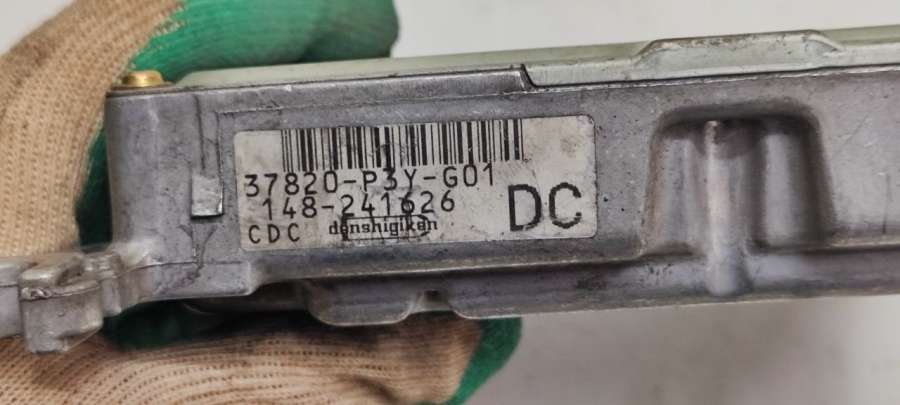 37820-P3Y-G01
148-241626
CDC denshigiken DC